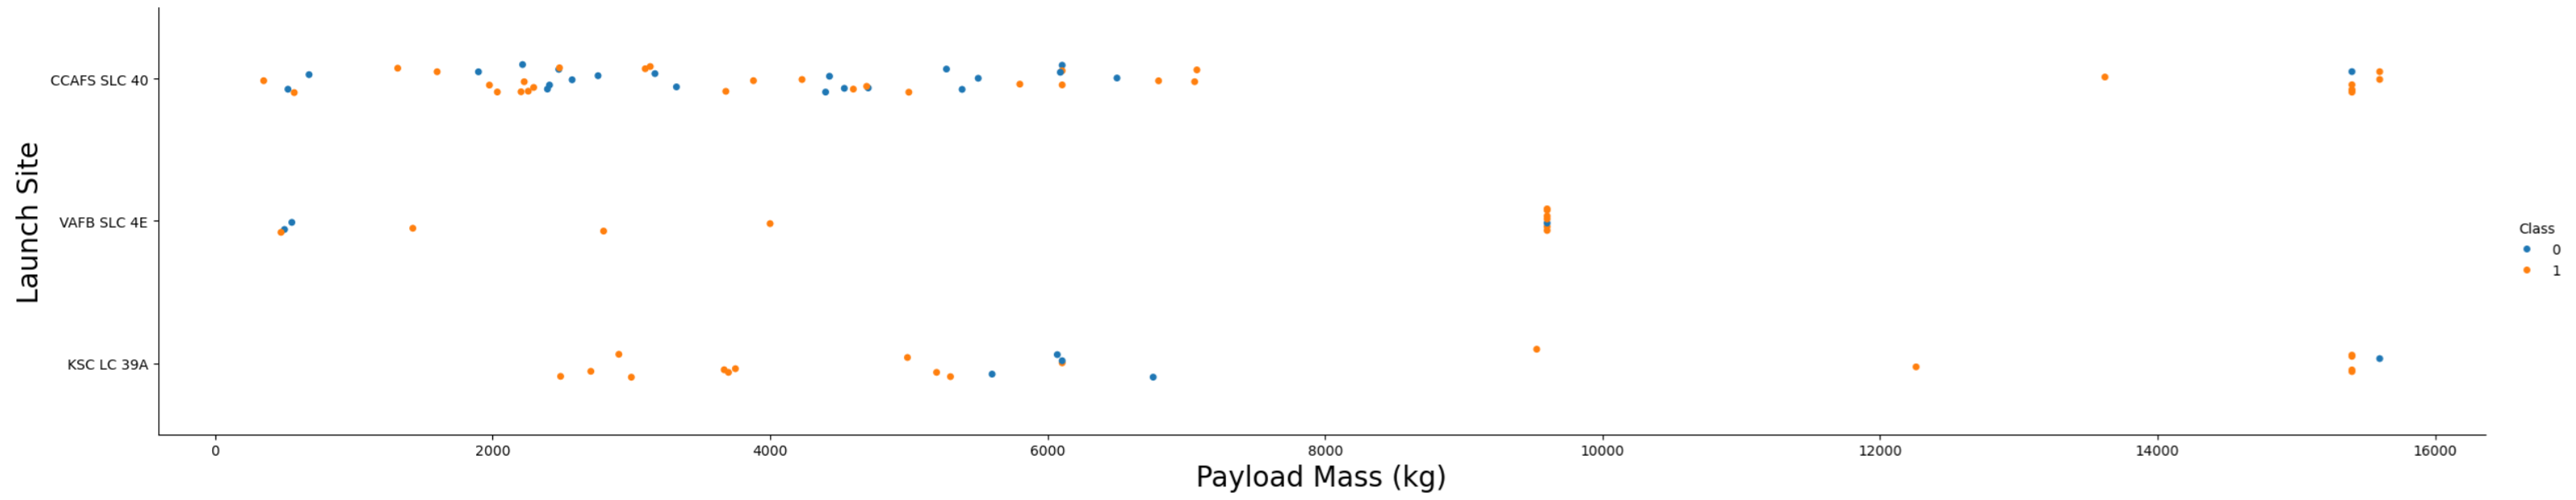 Launch Site
CCAFS SLC 40
VAFB SLC 4E
KSC LC 39A
0 2000 4000 6000 8000 10000 12000 14000 16000
Payload Mass (kg)
Class
0
1